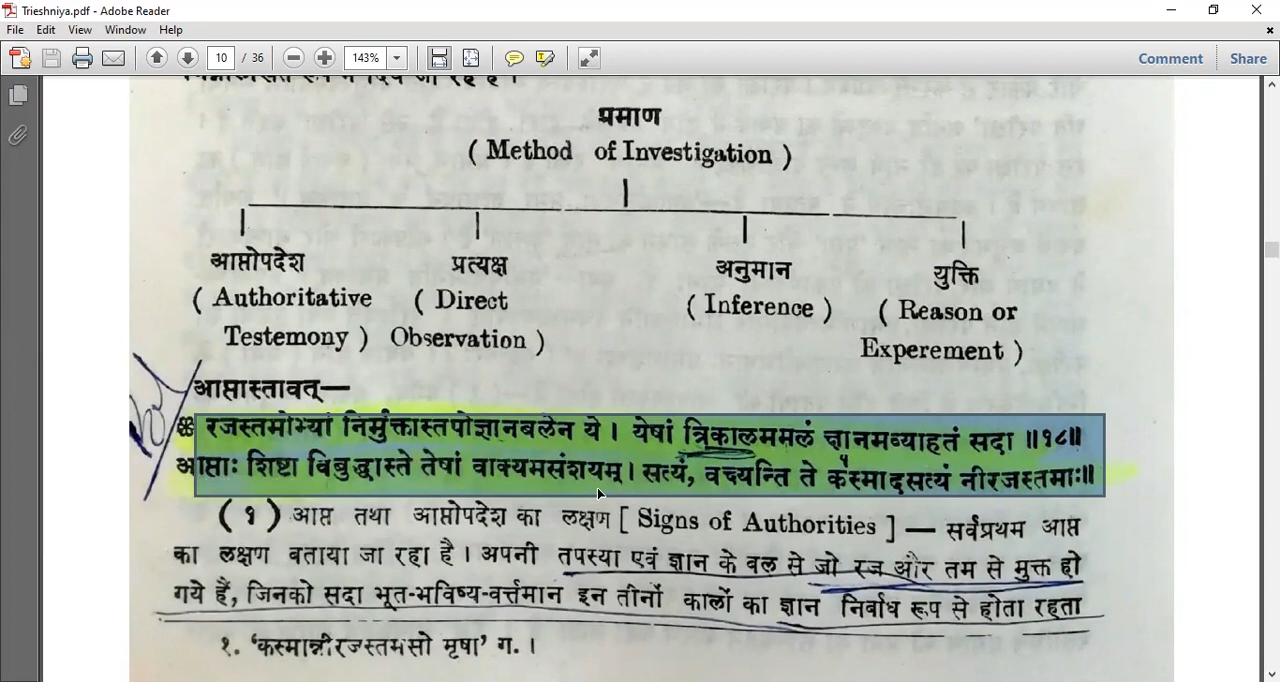 Trieshniya.pdf - Adobe Reader
File Edit View Window Help
10 / 36 143% Comment Share
प्रमाण
( Method of Investigation )
आप्तोपदेश प्रत्यक्ष अनुमान युक्ति
( Authoritative ( Direct ( Inference ) ( Reason or
Testemony ) Observation ) Experement )
आप्तास्तावत्—
रजस्तमोभ्यां निर्मुक्तास्तपोज्ञानबलेन ये । येषां त्रिकालममलं ज्ञानमव्याहतं सदा ॥१८॥
आप्ताः शिष्टा विबुद्धास्ते तेषां वाक्यमसंशयम् । सत्यं, वक्ष्यन्ति ते कस्मादसत्यं नीरजस्तमाः॥
( १ ) आप्त तथा आप्तोपदेश का लक्षण [ Signs of Authorities ] — सर्वप्रथम आप्त
का लक्षण बताया जा रहा है । अपनी तपस्या एवं ज्ञान के बल से जो रज और तम से मुक्त हो
गये हैं, जिनको सदा भूत-भविष्य-वर्त्तमान इन तीनों कालों का ज्ञान निर्बाध रूप से होता रहता
१. 'कस्मान्नीरजस्तमसो मृषा' ग. ।